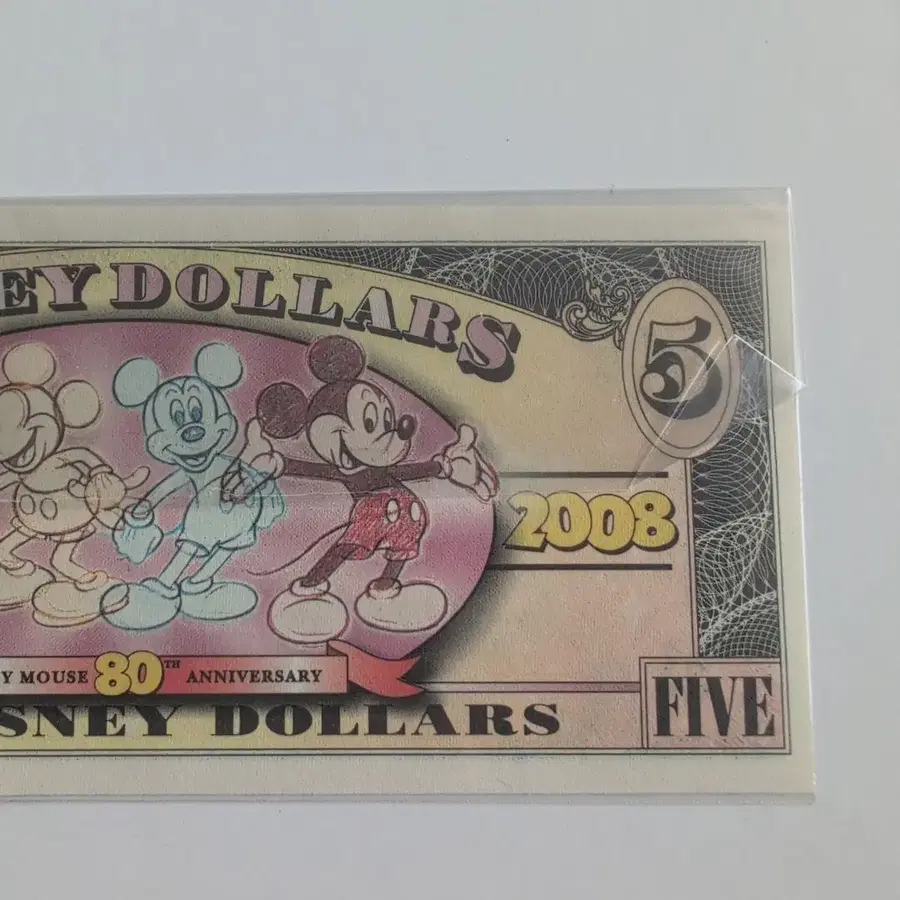 EY DOLLARS
5
2008
Y MOUSE 80TH ANNIVERSARY
SNEY DOLLARS
FIVE